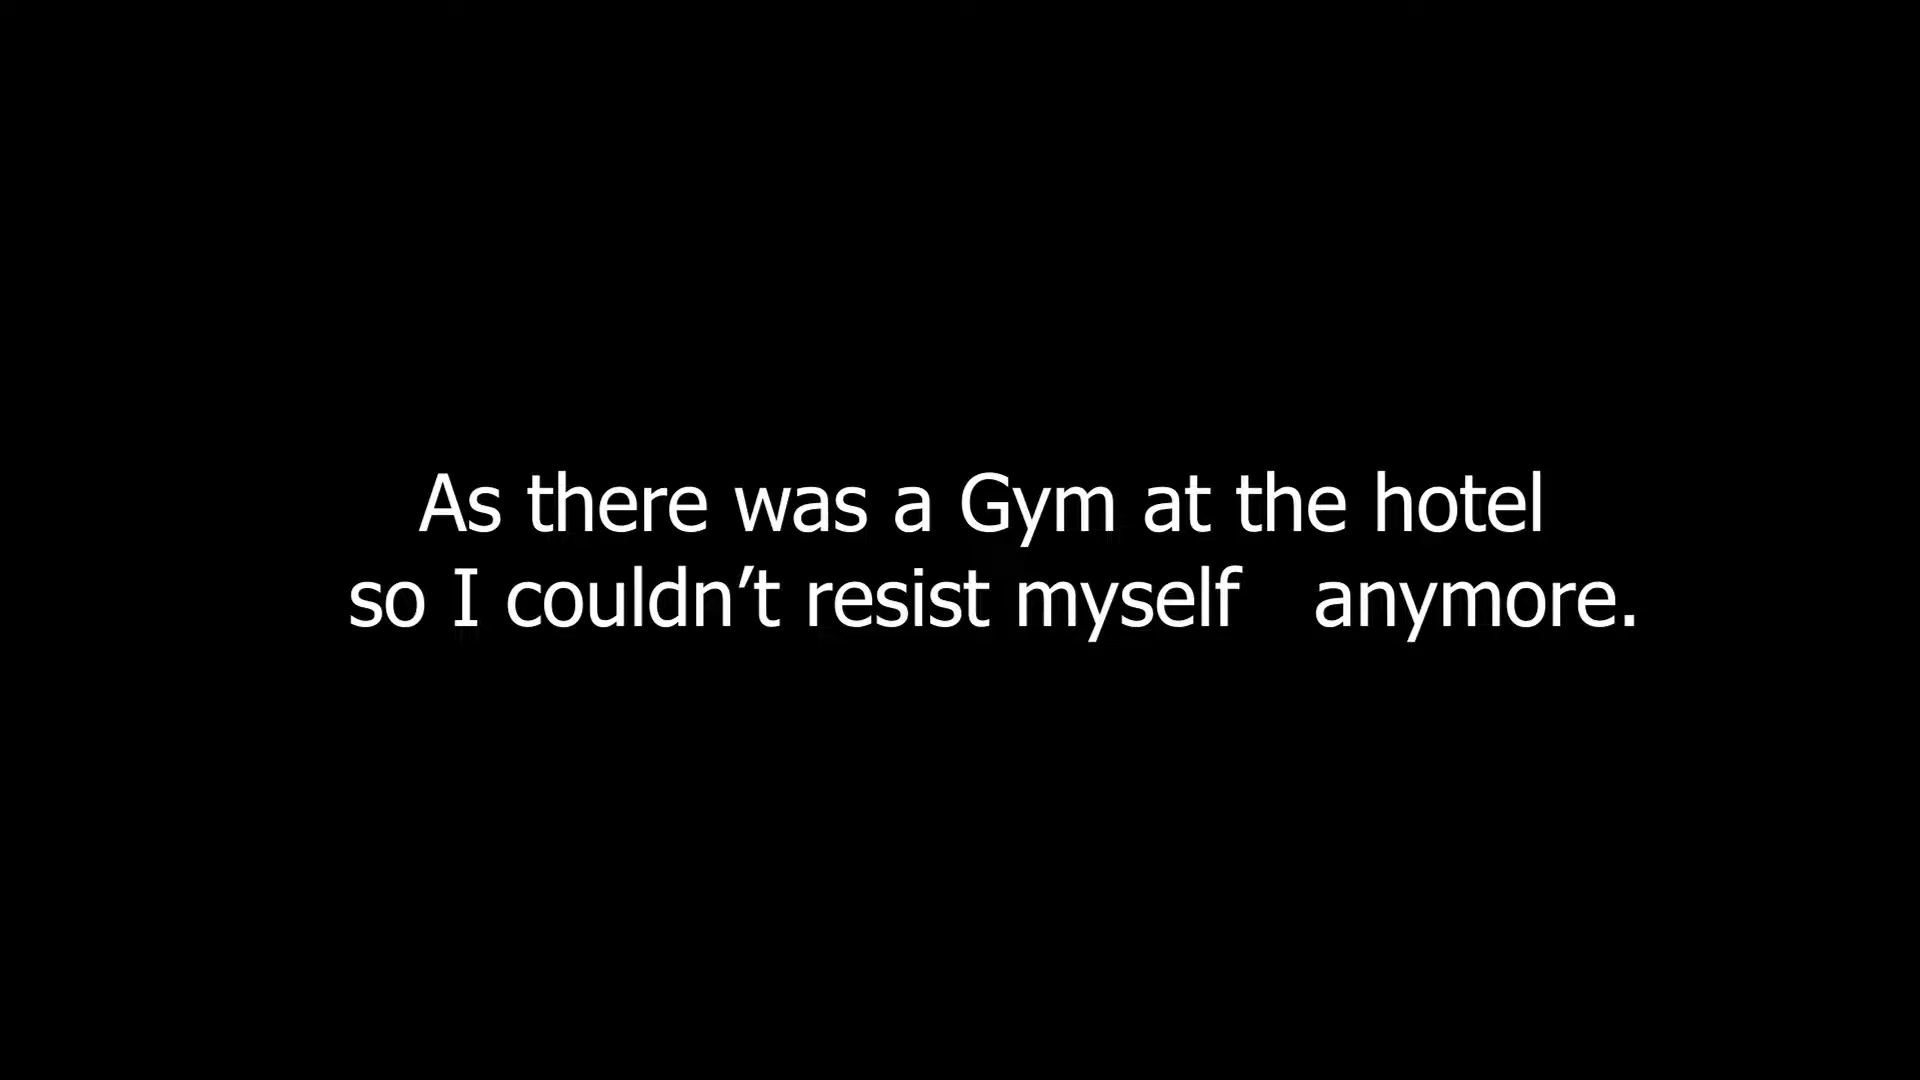 As there was a Gym at the hotel
so I couldn’t resist myself   anymore.